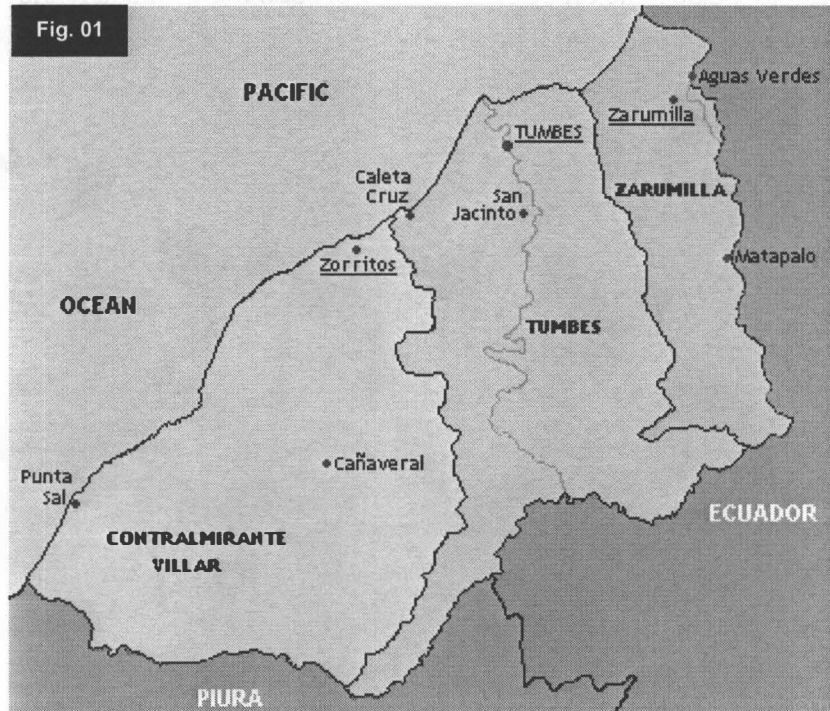 Fig. 01
PACIFIC
Aguas Verdes
Zarumilla
TUMBES
Caleta
Cruz
San
Jacinto
ZARUMILLA
Zorritos
Matapalo
OCEAN
TUMBES
Cañaveral
Punta
Sal
ECUADOR
CONTRALMIRANTE
VILLAR
PIURA